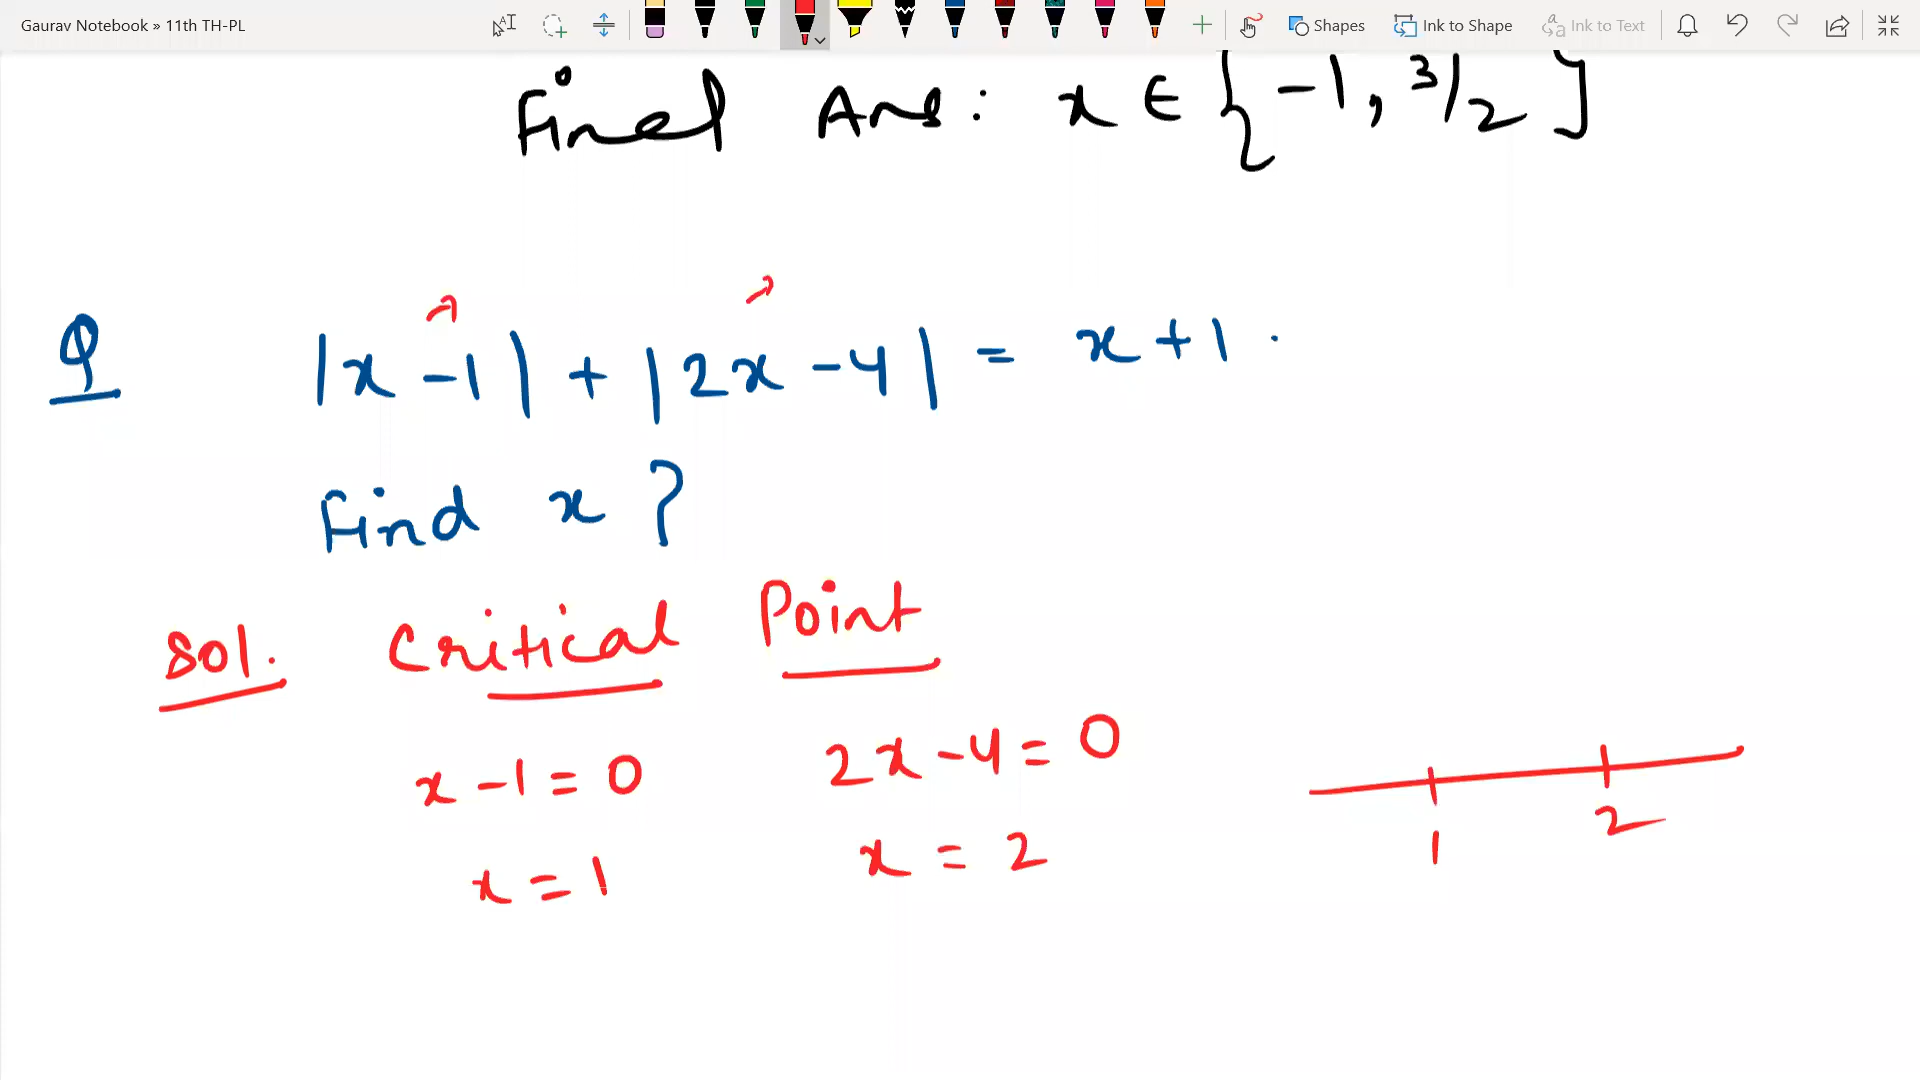 Gaurav Notebook » 11th TH-PL
Shapes Ink to Shape Ink to Text
Final Ans: x ∈ {-1, 3/2}
Q |x-1| + |2x-4| = x+1.
Find x?
Sol. Critical Point
x-1=0 2x-4=0
x=1 x=2
1 2